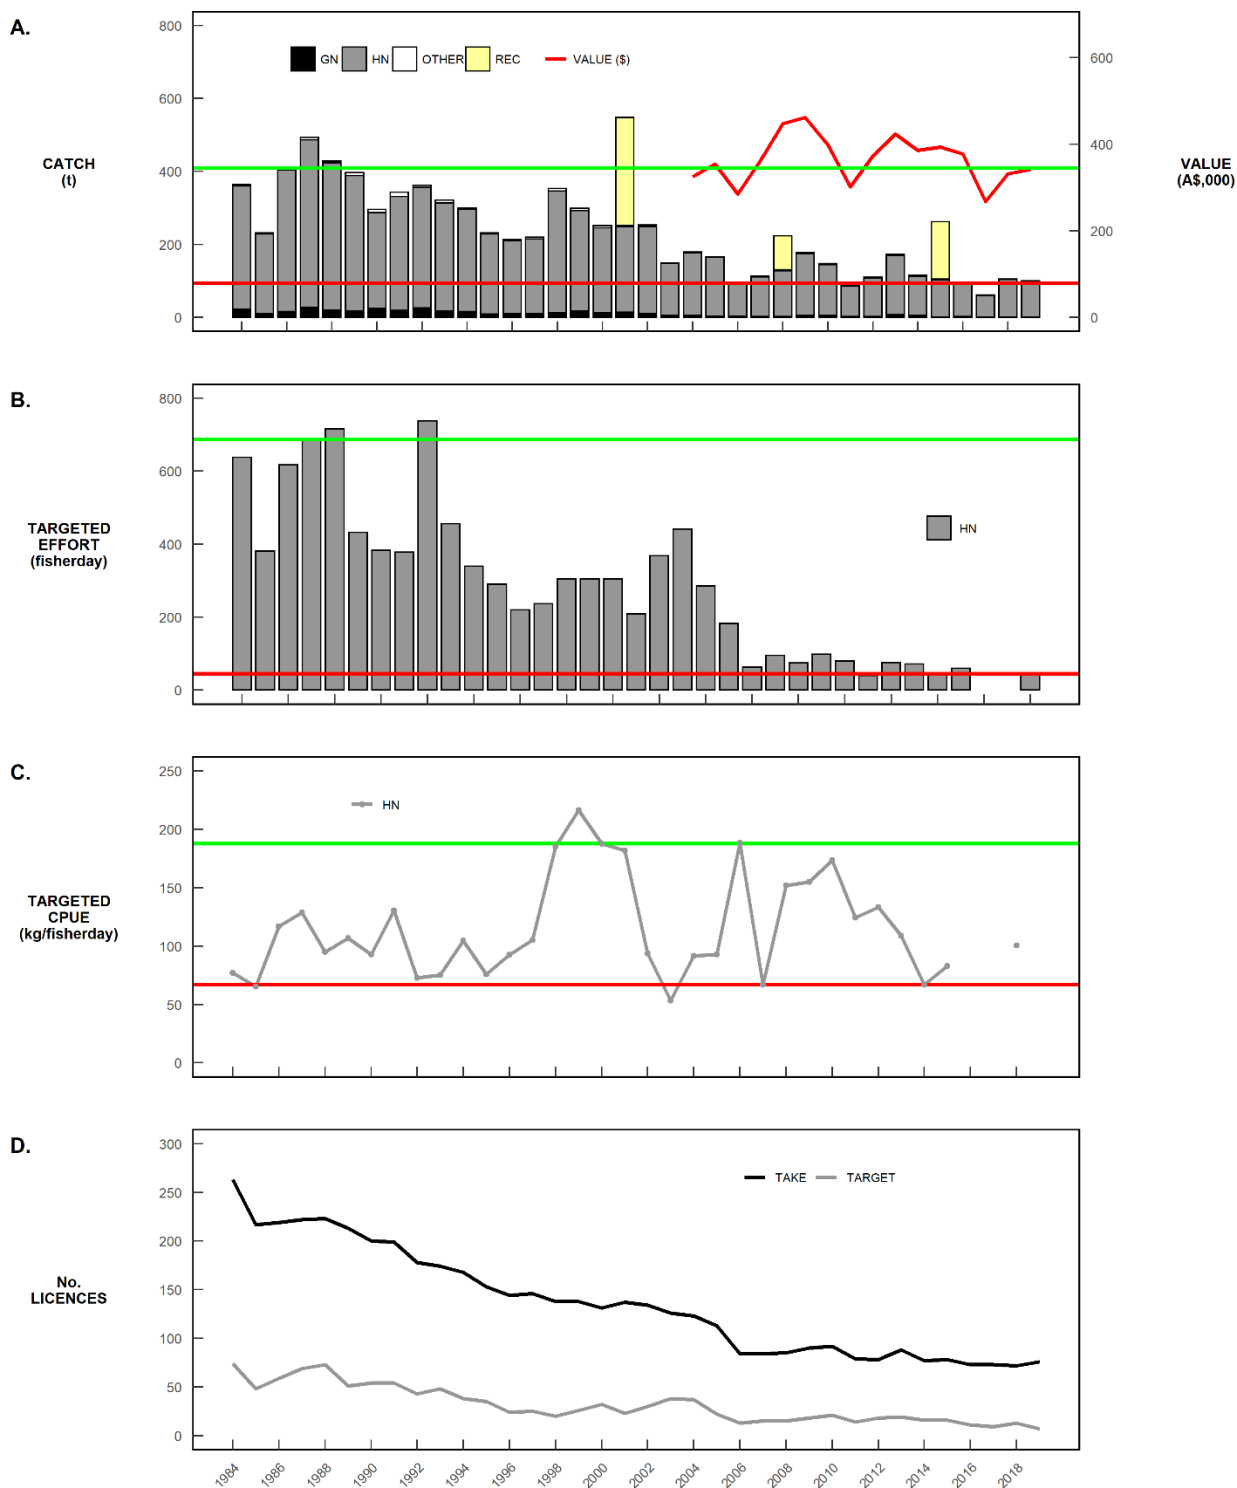 A.
800
600
400
200
0
CATCH
(t)
GN HN OTHER REC VALUE ($)
600
400
200
0
VALUE
(A$,000)
B.
800
600
400
200
0
TARGETED
EFFORT
(fisherday)
HN
C.
250
200
150
100
50
0
TARGETED
CPUE
(kg/fisherday)
HN
D.
300
250
200
150
100
50
0
No.
LICENCES
TAKE TARGET
1984 1986 1988 1990 1992 1994 1996 1998 2000 2002 2004 2006 2008 2010 2012 2014 2016 2018